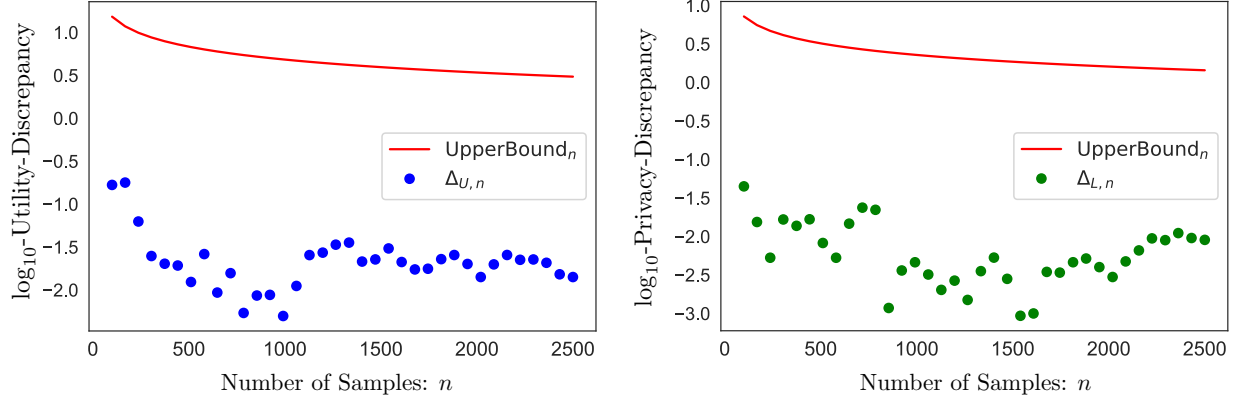 log₁₀-Utility-Discrepancy
1.0
0.5
0.0
−0.5
−1.0
−1.5
−2.0
UpperBoundₙ
Δ_{U, n}
0 500 1000 1500 2000 2500
Number of Samples: n
log₁₀-Privacy-Discrepancy
1.0
0.5
0.0
−0.5
−1.0
−1.5
−2.0
−2.5
−3.0
UpperBoundₙ
Δ_{L, n}
0 500 1000 1500 2000 2500
Number of Samples: n